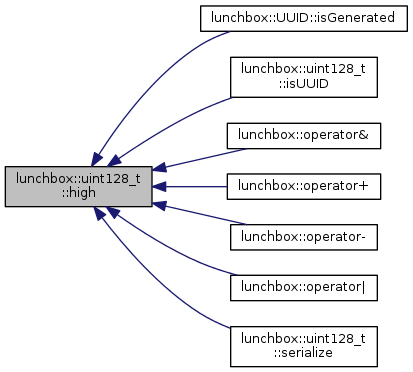 lunchbox::UUID::isGenerated
lunchbox::uint128_t
::isUUID
lunchbox::operator&
lunchbox::uint128_t
::high
lunchbox::operator+
lunchbox::operator-
lunchbox::operator|
lunchbox::uint128_t
::serialize